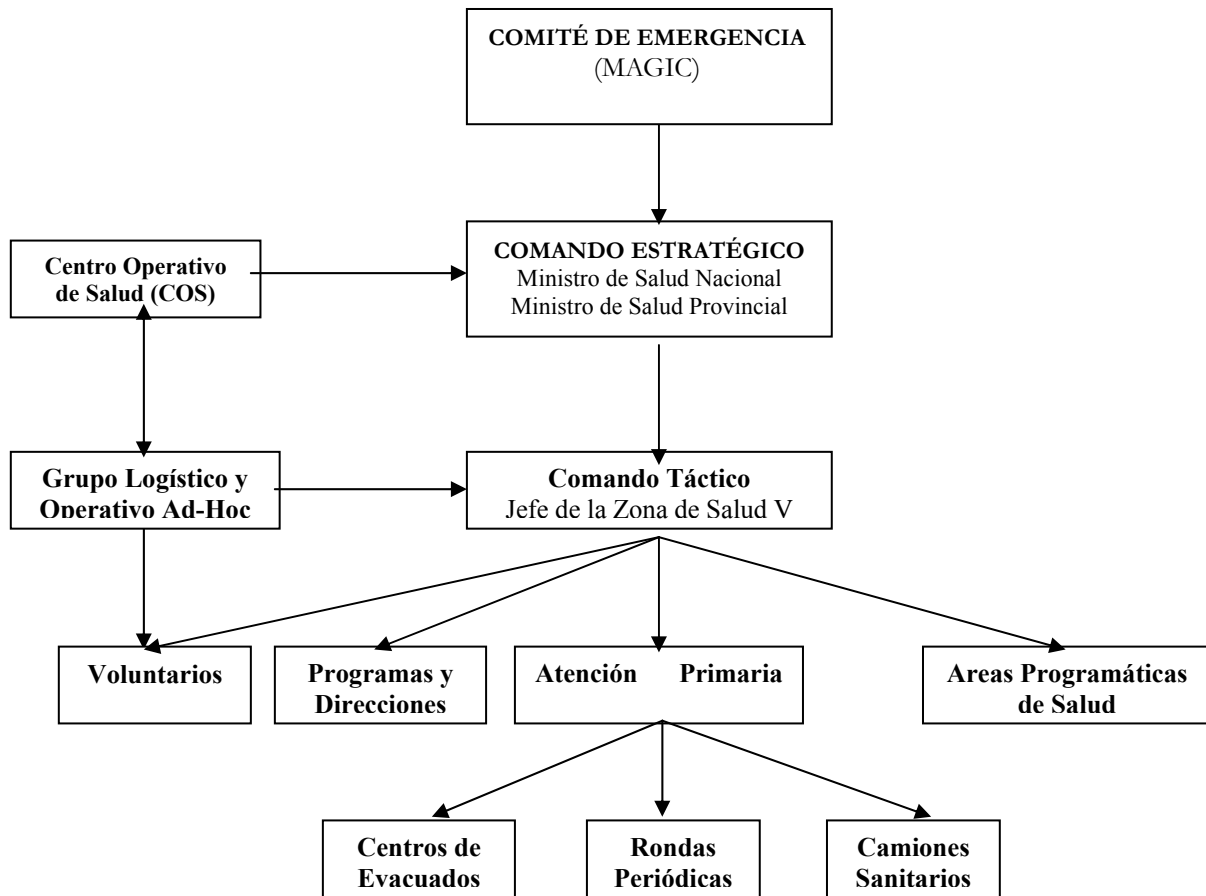 COMITÉ DE EMERGENCIA
(MAGIC)
COMANDO ESTRATÉGICO
Ministro de Salud Nacional
Ministro de Salud Provincial
Centro Operativo
de Salud (COS)
Grupo Logístico y
Operativo Ad-Hoc
Comando Táctico
Jefe de la Zona de Salud V
Voluntarios
Programas y
Direcciones
Atención Primaria
Areas Programáticas
de Salud
Centros de
Evacuados
Rondas
Periódicas
Camiones
Sanitarios